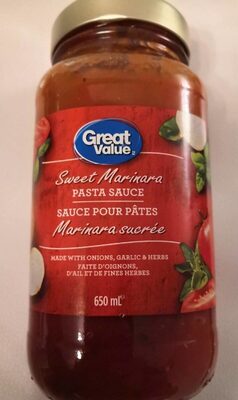 Great
Value
Sweet Marinara
PASTA SAUCE
SAUCE POUR PÂTES
Marinara sucrée
MADE WITH ONIONS, GARLIC & HERBS
FAITE D'OIGNONS,
D'AIL ET DE FINES HERBES
650 mL